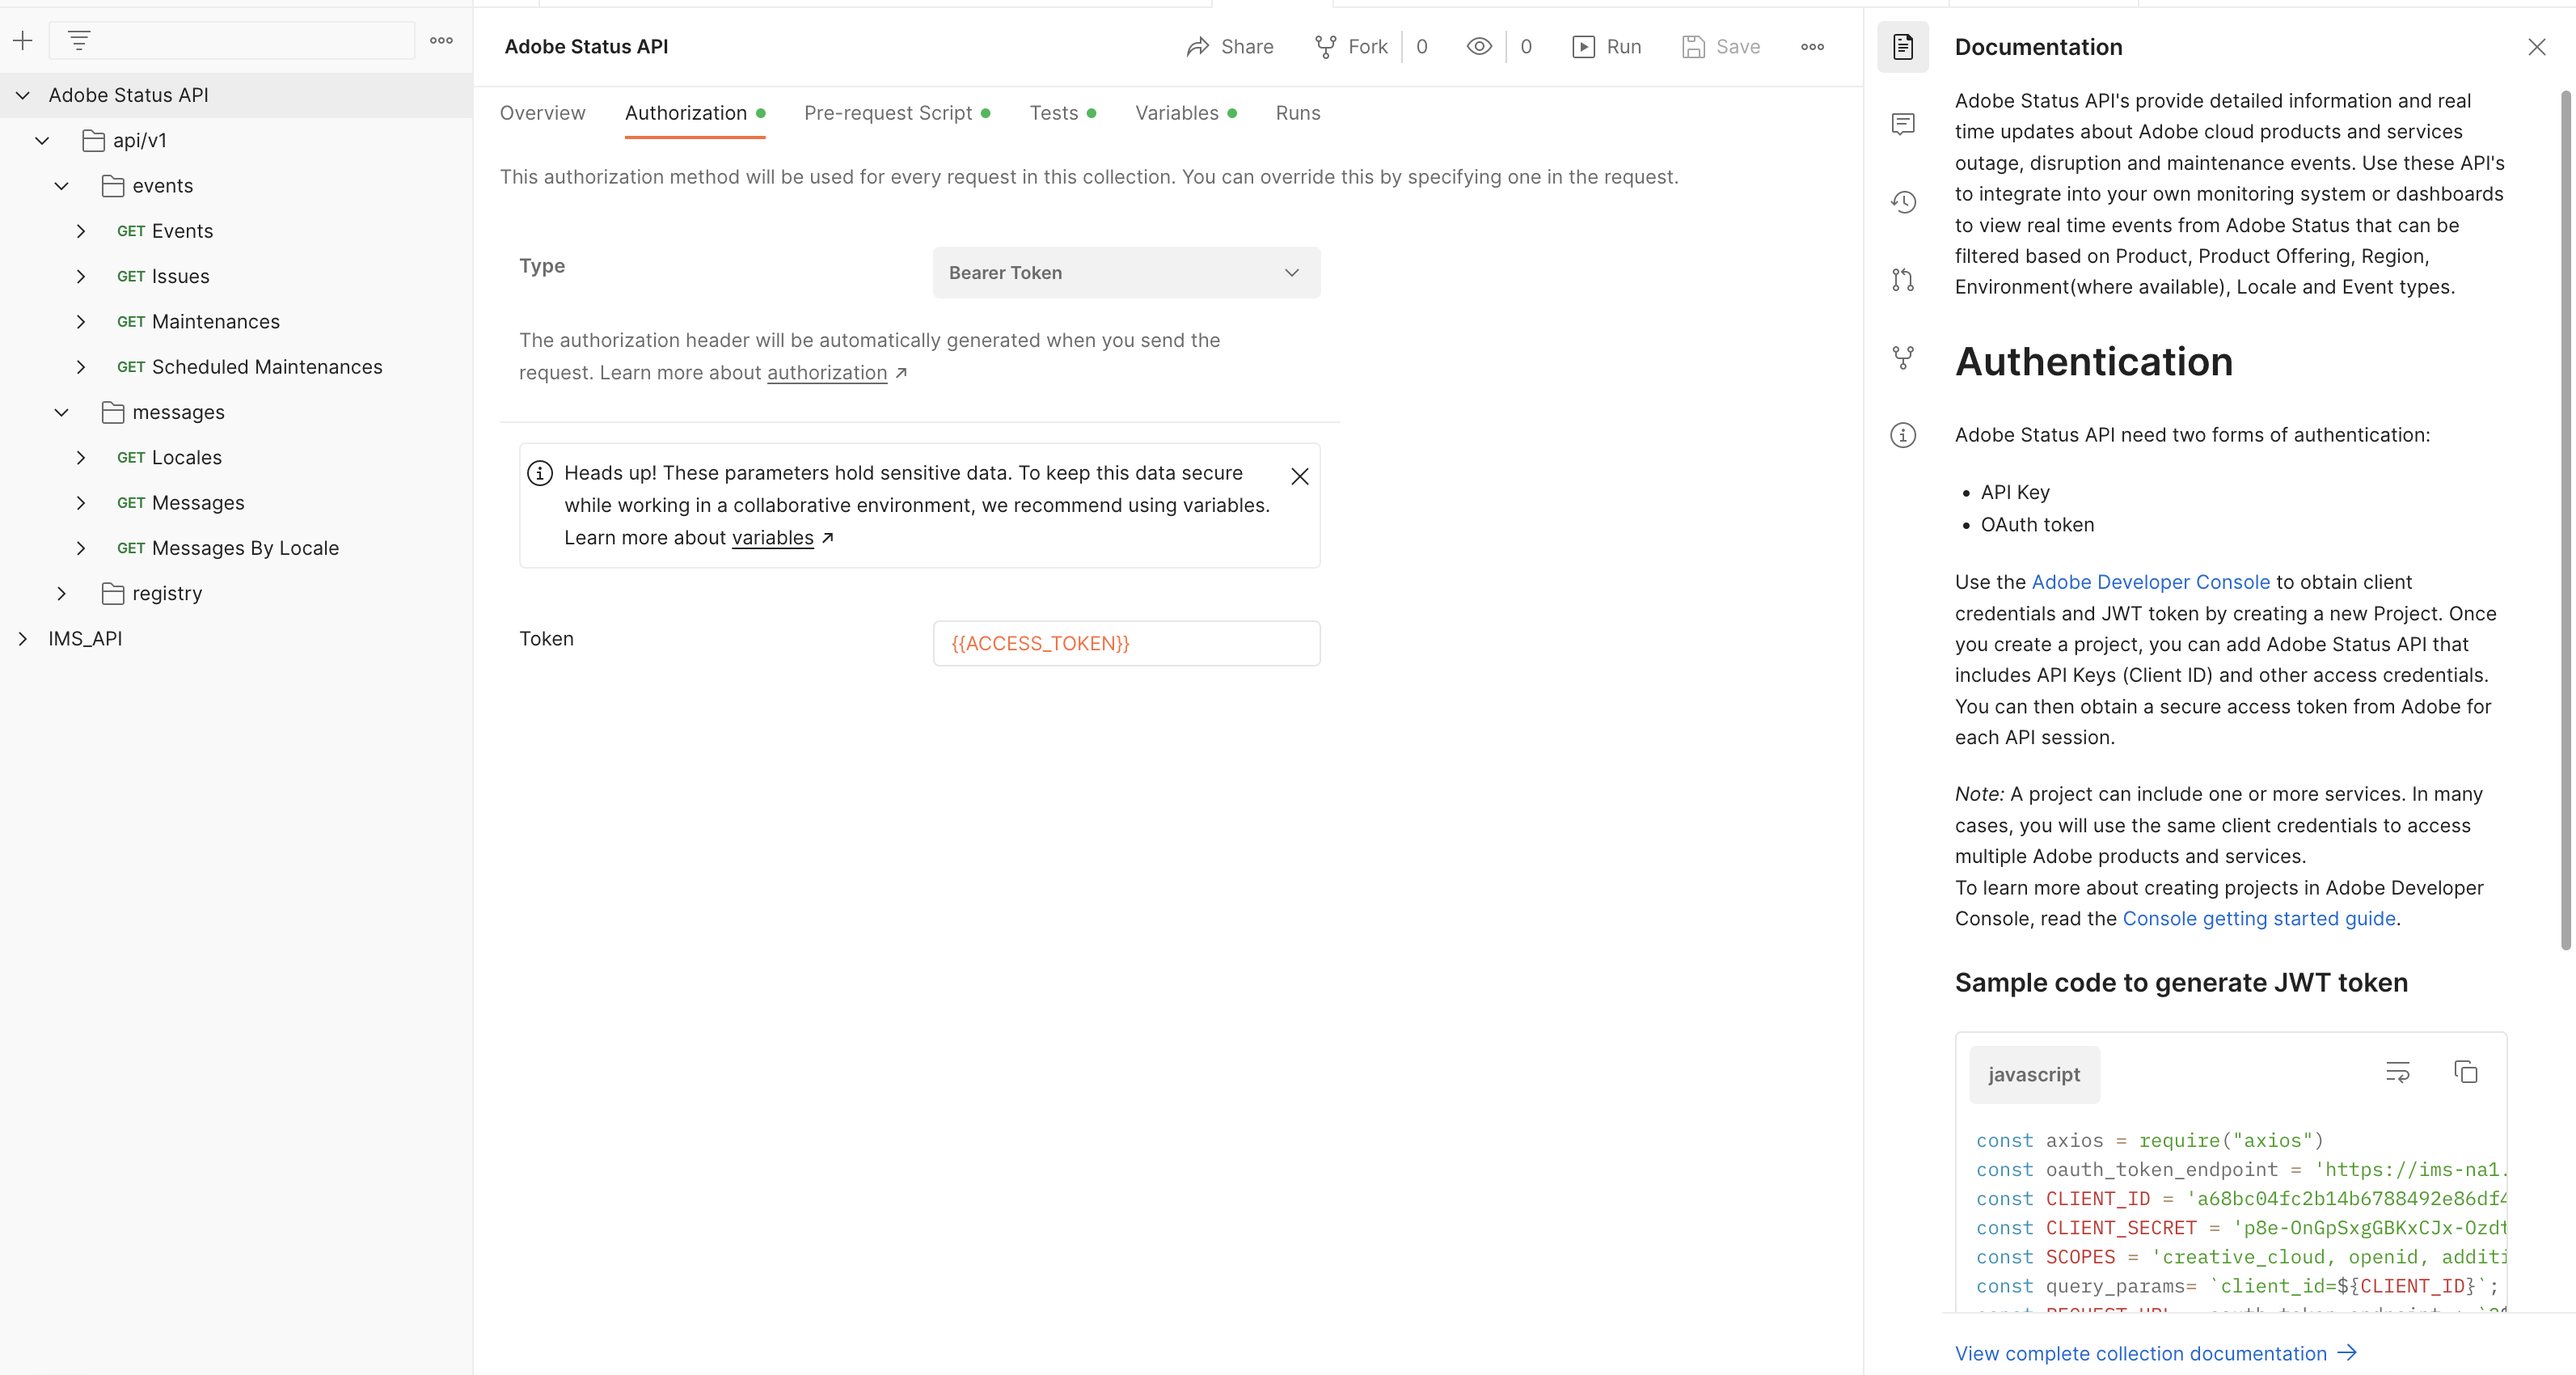 Adobe Status API
api/v1
events
GET Events
GET Issues
GET Maintenances
GET Scheduled Maintenances
messages
GET Locales
GET Messages
GET Messages By Locale
registry
IMS_API
Adobe Status API
Share
Fork
0
0
Run
Save
Overview
Authorization
Pre-request Script
Tests
Variables
Runs
This authorization method will be used for every request in this collection. You can override this by specifying one in the request.
Type
Bearer Token
The authorization header will be automatically generated when you send the
request. Learn more about authorization ↗
Heads up! These parameters hold sensitive data. To keep this data secure
while working in a collaborative environment, we recommend using variables.
Learn more about variables ↗
Token
{{ACCESS_TOKEN}}
Documentation
Adobe Status API's provide detailed information and real
time updates about Adobe cloud products and services
outage, disruption and maintenance events. Use these API's
to integrate into your own monitoring system or dashboards
to view real time events from Adobe Status that can be
filtered based on Product, Product Offering, Region,
Environment(where available), Locale and Event types.
Authentication
Adobe Status API need two forms of authentication:
• API Key
• OAuth token
Use the Adobe Developer Console to obtain client
credentials and JWT token by creating a new Project. Once
you create a project, you can add Adobe Status API that
includes API Keys (Client ID) and other access credentials.
You can then obtain a secure access token from Adobe for
each API session.
Note: A project can include one or more services. In many
cases, you will use the same client credentials to access
multiple Adobe products and services.
To learn more about creating projects in Adobe Developer
Console, read the Console getting started guide.
Sample code to generate JWT token
javascript
const axios = require("axios")
const oauth_token_endpoint = 'https://ims-na1.
const CLIENT_ID = 'a68bc04fc2b14b6788492e86df4
const CLIENT_SECRET = 'p8e-OnGpSxgGBKxCJx-Ozdt
const SCOPES = 'creative_cloud, openid, additi
const query_params= `client_id=${CLIENT_ID}`;
View complete collection documentation →